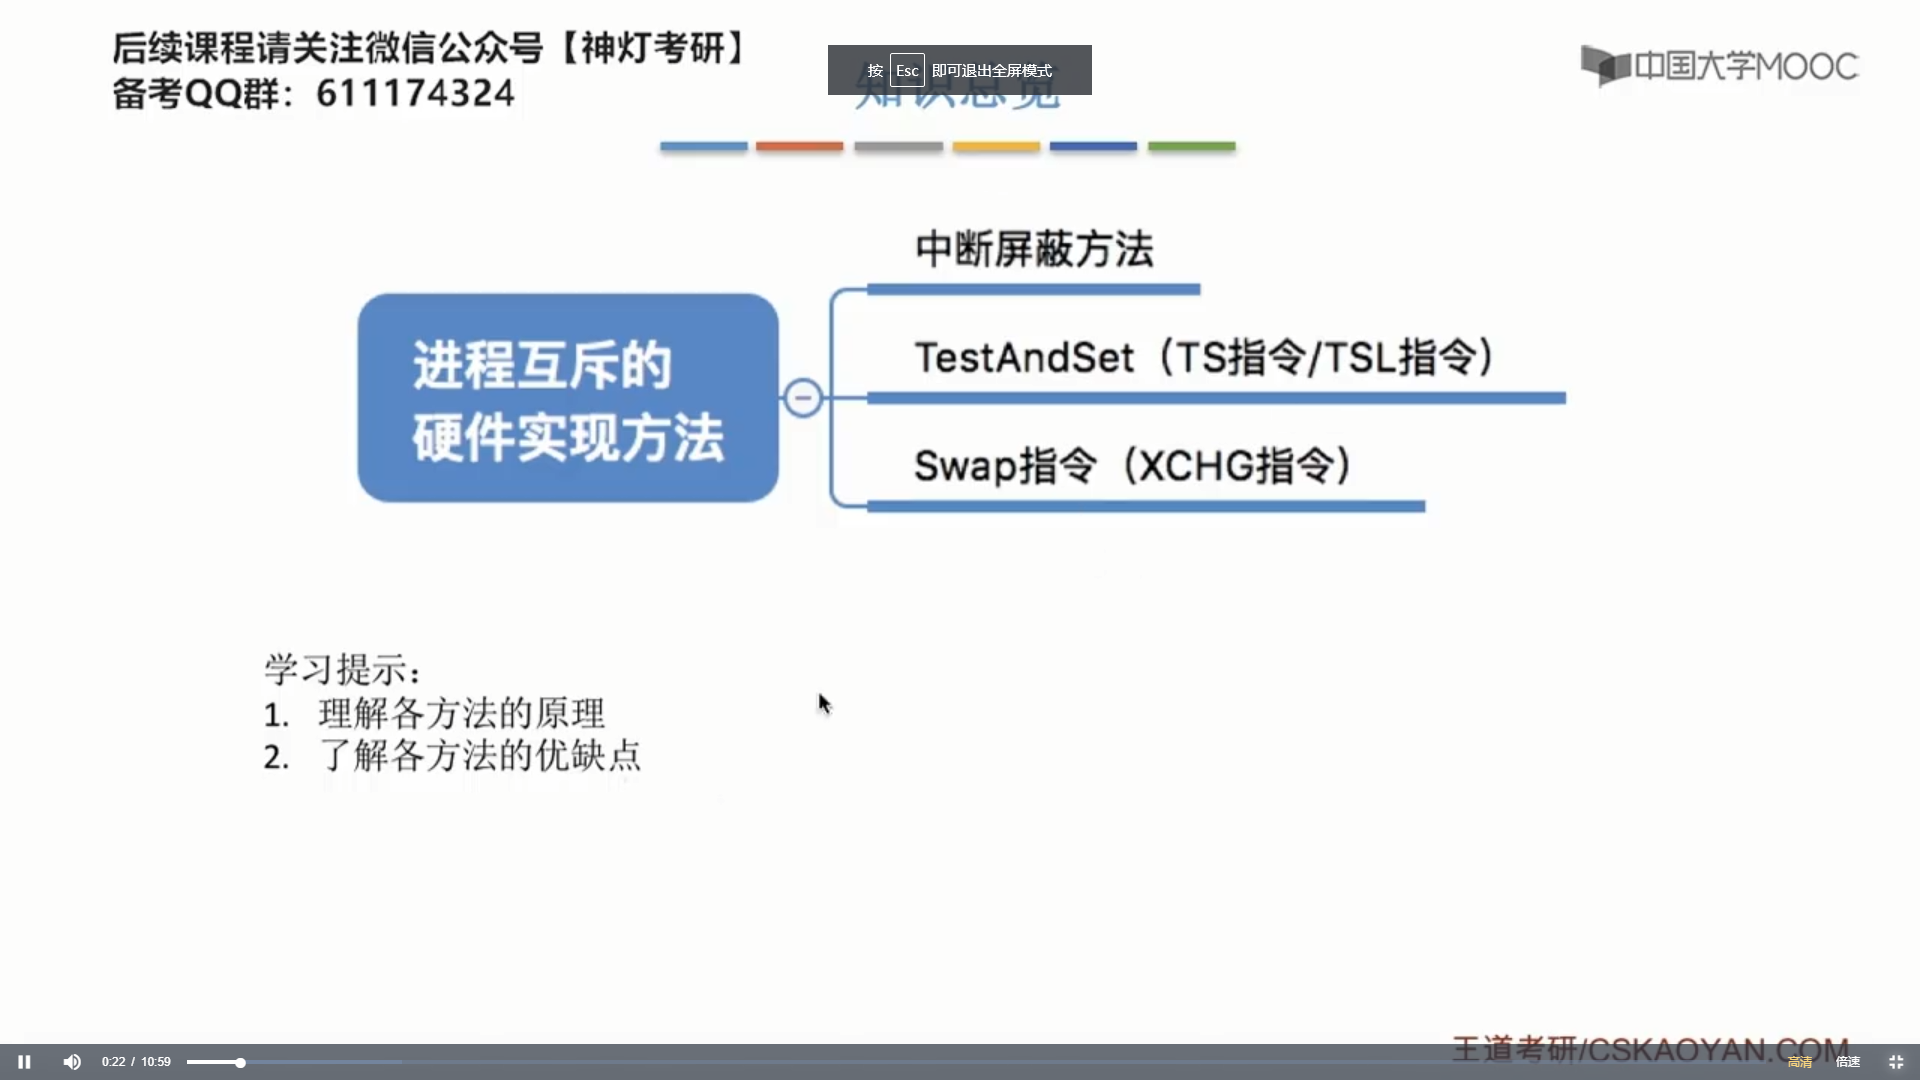 后续课程请关注微信公众号【神灯考研】
备考QQ群：611174324
按 Esc 即可退出全屏模式
知识总览
中国大学MOOC
中断屏蔽方法
进程互斥的
硬件实现方法
TestAndSet（TS指令/TSL指令）
Swap指令（XCHG指令）
学习提示：
1. 理解各方法的原理
2. 了解各方法的优缺点
王道考研/CSKAOYAN.COM
0:22 / 10:59
高清
倍速